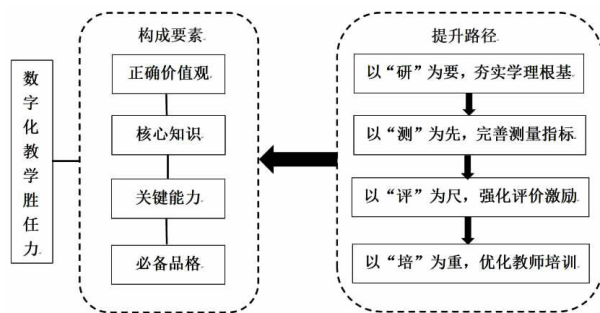 数字化教学胜任力
构成要素
正确价值观
核心知识
关键能力
必备品格
提升路径
以“研”为要，夯实学理根基
以“测”为先，完善测量指标
以“评”为尺，强化评价激励
以“培”为重，优化教师培训